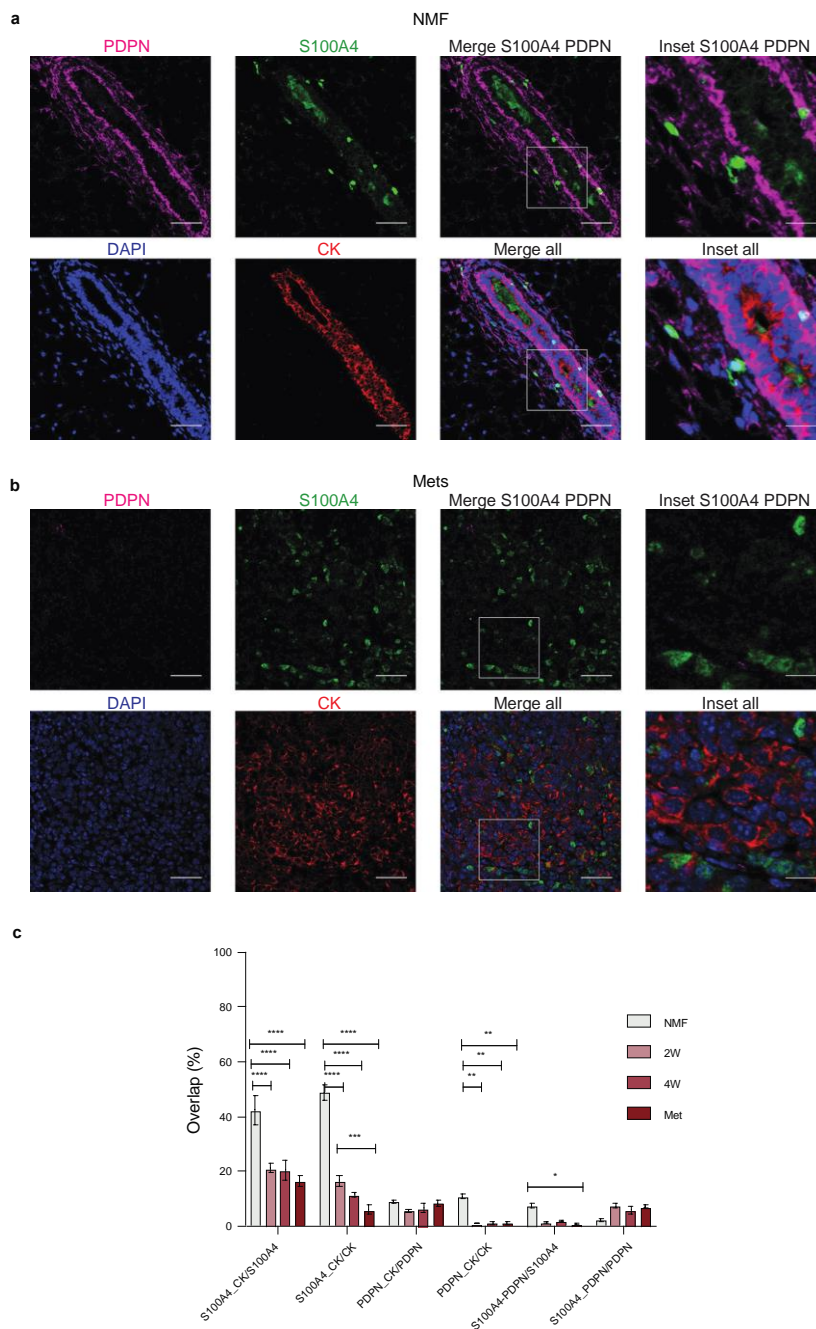 a
NMF
PDPN S100A4 Merge S100A4 PDPN Inset S100A4 PDPN
DAPI CK Merge all Inset all
b
Mets
PDPN S100A4 Merge S100A4 PDPN Inset S100A4 PDPN
DAPI CK Merge all Inset all
c
Overlap (%)
100
80
60
40
20
0
**** **** **
**** **** **
**** **** **
***
*
NMF
2W
4W
Met
S100A4_CK/S100A4
S100A4_CK/CK
PDPN_CK/PDPN
PDPN_CK/CK
S100A4-PDPN/S100A4
S100A4_PDPN/PDPN